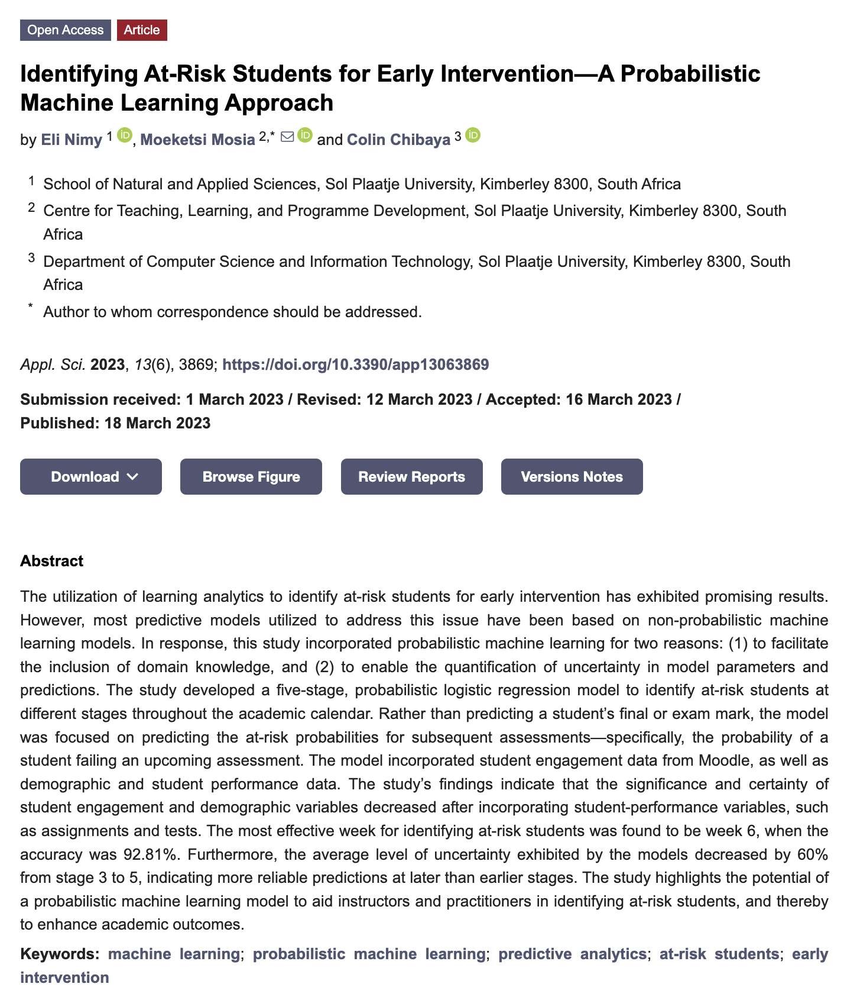 Open Access Article
Identifying At-Risk Students for Early Intervention—A Probabilistic
Machine Learning Approach
by Eli Nimy 1 iD, Moeketsi Mosia 2,* iD and Colin Chibaya 3 iD
1 School of Natural and Applied Sciences, Sol Plaatje University, Kimberley 8300, South Africa
2 Centre for Teaching, Learning, and Programme Development, Sol Plaatje University, Kimberley 8300, South
Africa
3 Department of Computer Science and Information Technology, Sol Plaatje University, Kimberley 8300, South
Africa
* Author to whom correspondence should be addressed.
Appl. Sci. 2023, 13(6), 3869; https://doi.org/10.3390/app13063869
Submission received: 1 March 2023 / Revised: 12 March 2023 / Accepted: 16 March 2023 /
Published: 18 March 2023
Download Browse Figure Review Reports Versions Notes
Abstract
The utilization of learning analytics to identify at-risk students for early intervention has exhibited promising results.
However, most predictive models utilized to address this issue have been based on non-probabilistic machine
learning models. In response, this study incorporated probabilistic machine learning for two reasons: (1) to facilitate
the inclusion of domain knowledge, and (2) to enable the quantification of uncertainty in model parameters and
predictions. The study developed a five-stage, probabilistic logistic regression model to identify at-risk students at
different stages throughout the academic calendar. Rather than predicting a student’s final or exam mark, the model
was focused on predicting the at-risk probabilities for subsequent assessments—specifically, the probability of a
student failing an upcoming assessment. The model incorporated student engagement data from Moodle, as well as
demographic and student performance data. The study’s findings indicate that the significance and certainty of
student engagement and demographic variables decreased after incorporating student-performance variables, such
as assignments and tests. The most effective week for identifying at-risk students was found to be week 6, when the
accuracy was 92.81%. Furthermore, the average level of uncertainty exhibited by the models decreased by 60%
from stage 3 to 5, indicating more reliable predictions at later than earlier stages. The study highlights the potential of
a probabilistic machine learning model to aid instructors and practitioners in identifying at-risk students, and thereby
to enhance academic outcomes.
Keywords: machine learning; probabilistic machine learning; predictive analytics; at-risk students; early
intervention